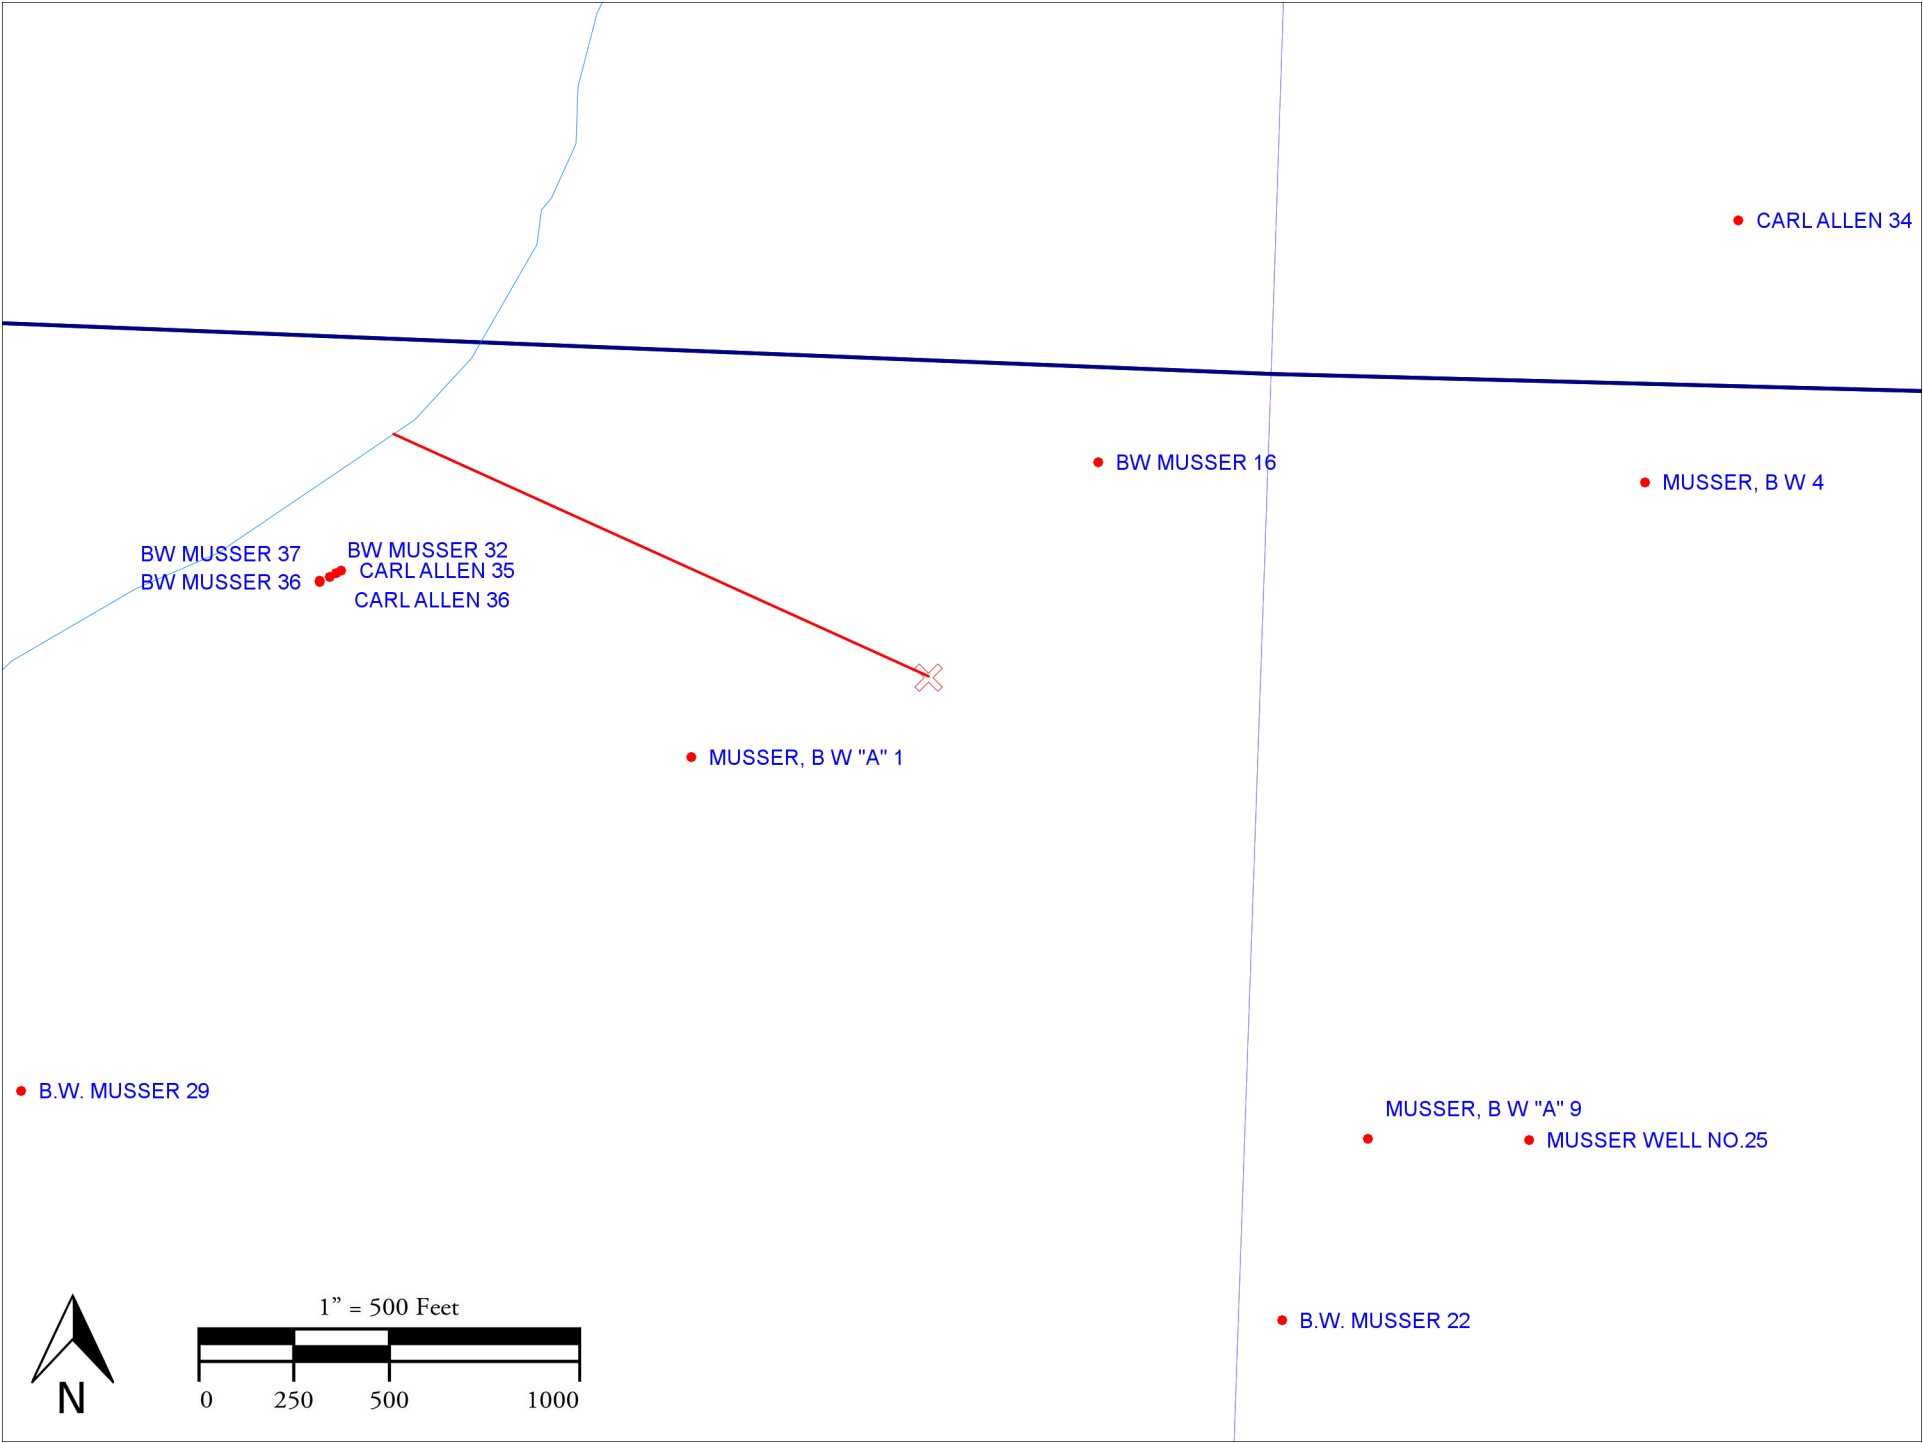 CARL ALLEN 34
BW MUSSER 16
MUSSER, B W 4
BW MUSSER 37
BW MUSSER 32
CARL ALLEN 35
BW MUSSER 36
CARL ALLEN 36
MUSSER, B W "A" 1
B.W. MUSSER 29
MUSSER, B W "A" 9
MUSSER WELL NO.25
B.W. MUSSER 22
1” = 500 Feet
0 250 500 1000
N